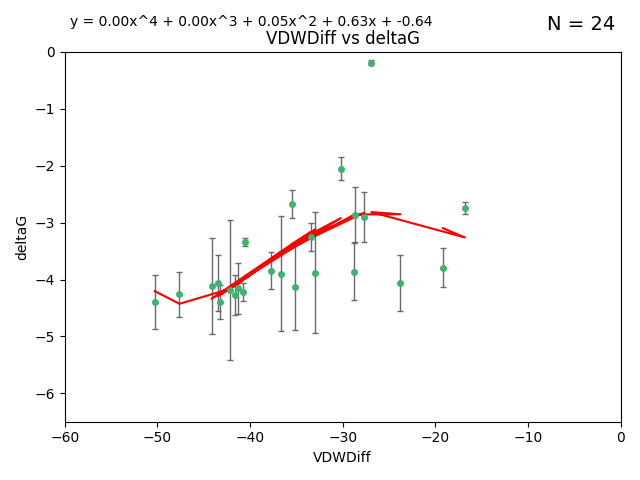 y = 0.00x^4 + 0.00x^3 + 0.05x^2 + 0.63x + -0.64
N = 24
VDWDiff vs deltaG
0
−1
−2
−3
−4
−5
−6
deltaG
−60 −50 −40 −30 −20 −10 0
VDWDiff